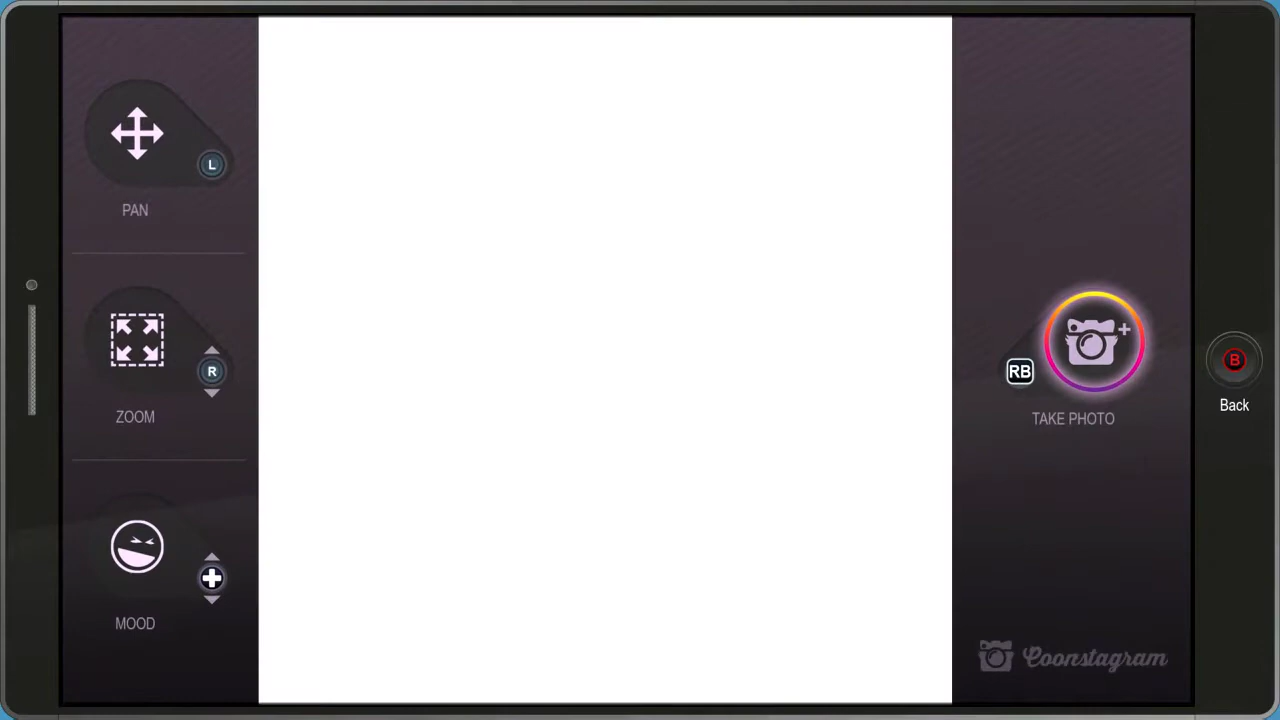 L
PAN
R
ZOOM
MOOD
RB
TAKE PHOTO
B
Back
Coonstagram